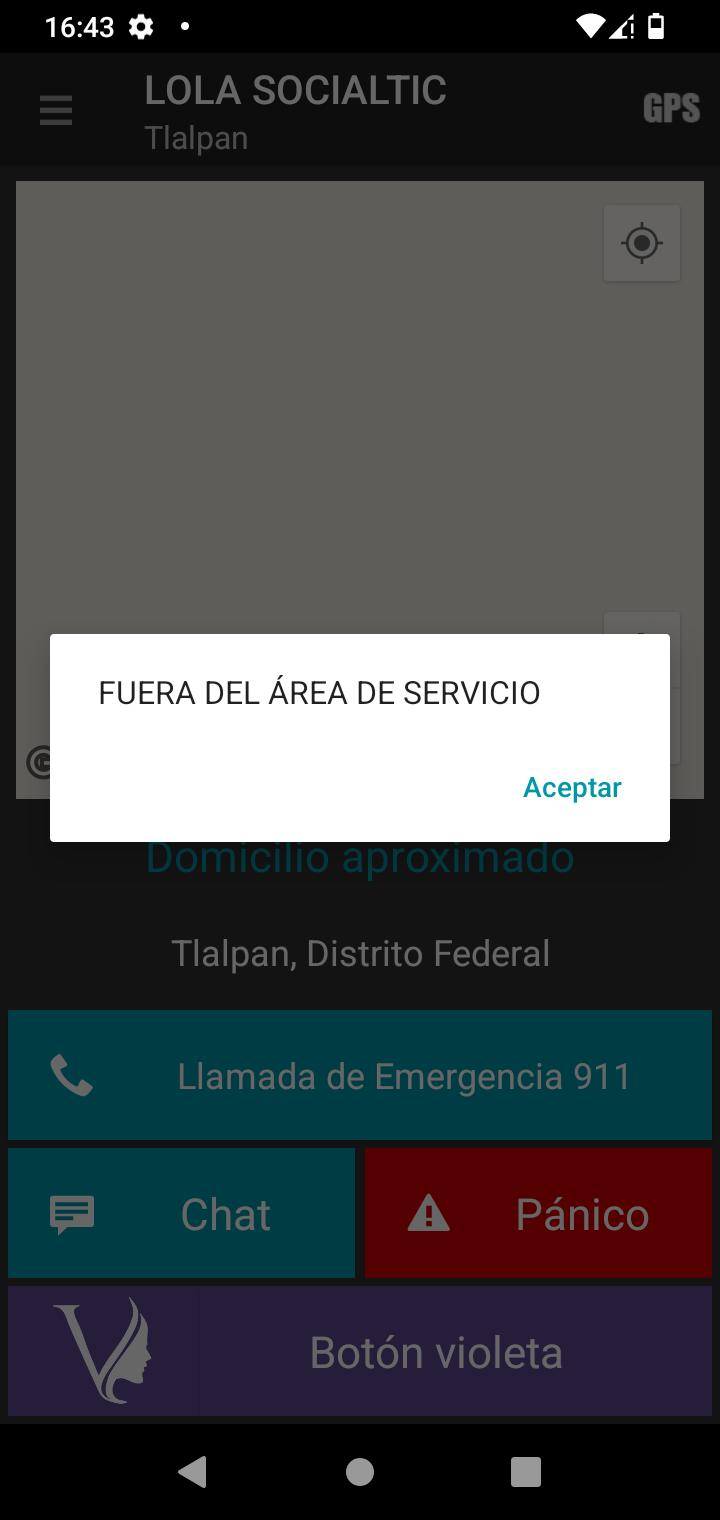 16:43
LOLA SOCIALTIC
Tlalpan
GPS
FUERA DEL ÁREA DE SERVICIO
Aceptar
Domicilio aproximado
Tlalpan, Distrito Federal
Llamada de Emergencia 911
Chat
Pánico
Botón violeta